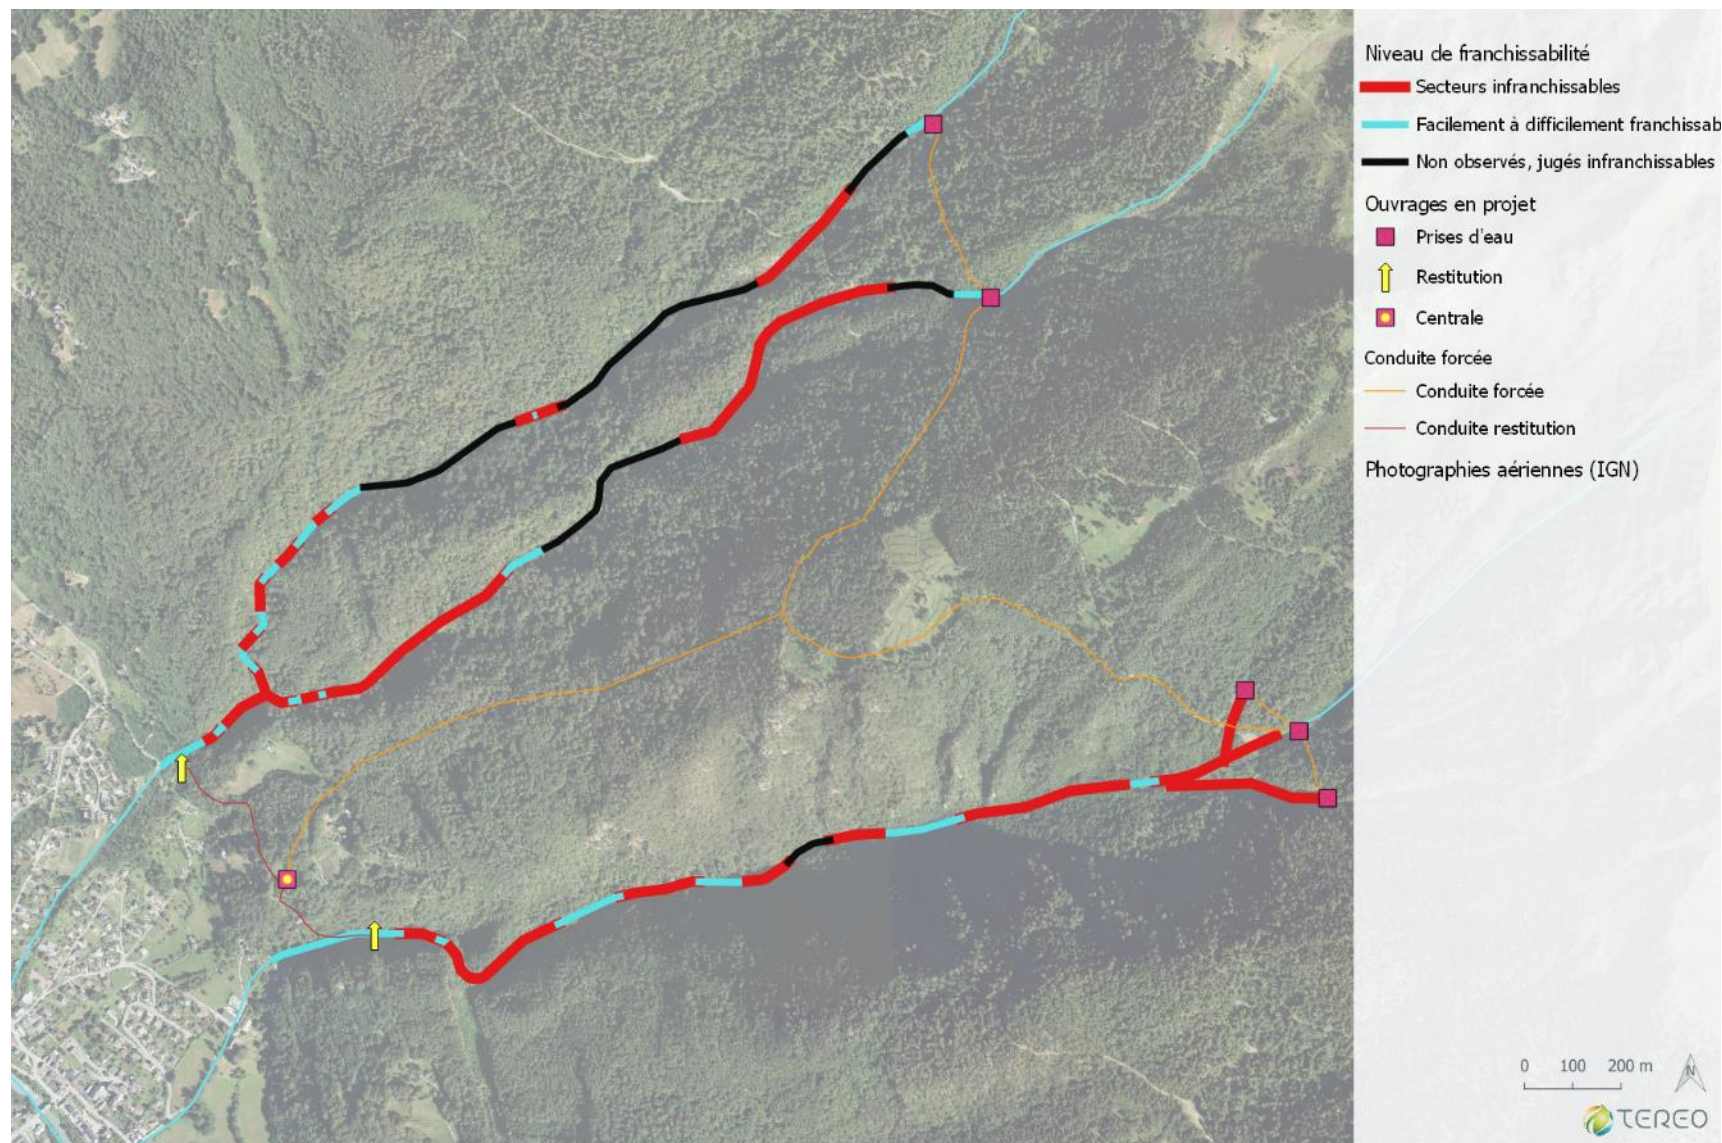 Niveau de franchissabilité
Secteurs infranchissables
Facilement à difficilement franchissab
Non observés, jugés infranchissables
Ouvrages en projet
Prises d'eau
Restitution
Centrale
Conduite forcée
Conduite forcée
Conduite restitution
Photographies aériennes (IGN)
0 100 200 m
N
TEREO